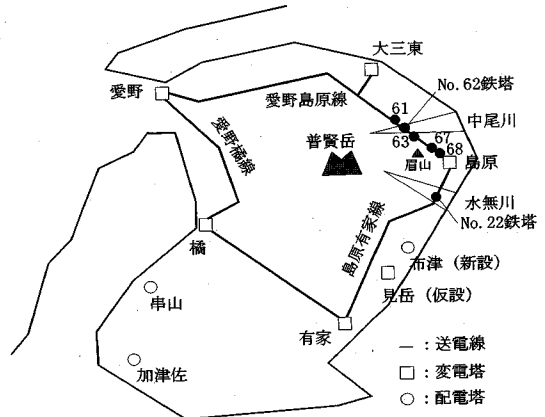 大三東
No.62鉄塔
愛野
愛野島原線
61
中尾川
63
67
68
普賢岳
眉山
島原
愛野橘線
水無川
No.22鉄塔
島原有家線
橘
布津（新設）
見岳（仮設）
串山
有家
加津佐
―：送電線
□：変電塔
○：配電塔